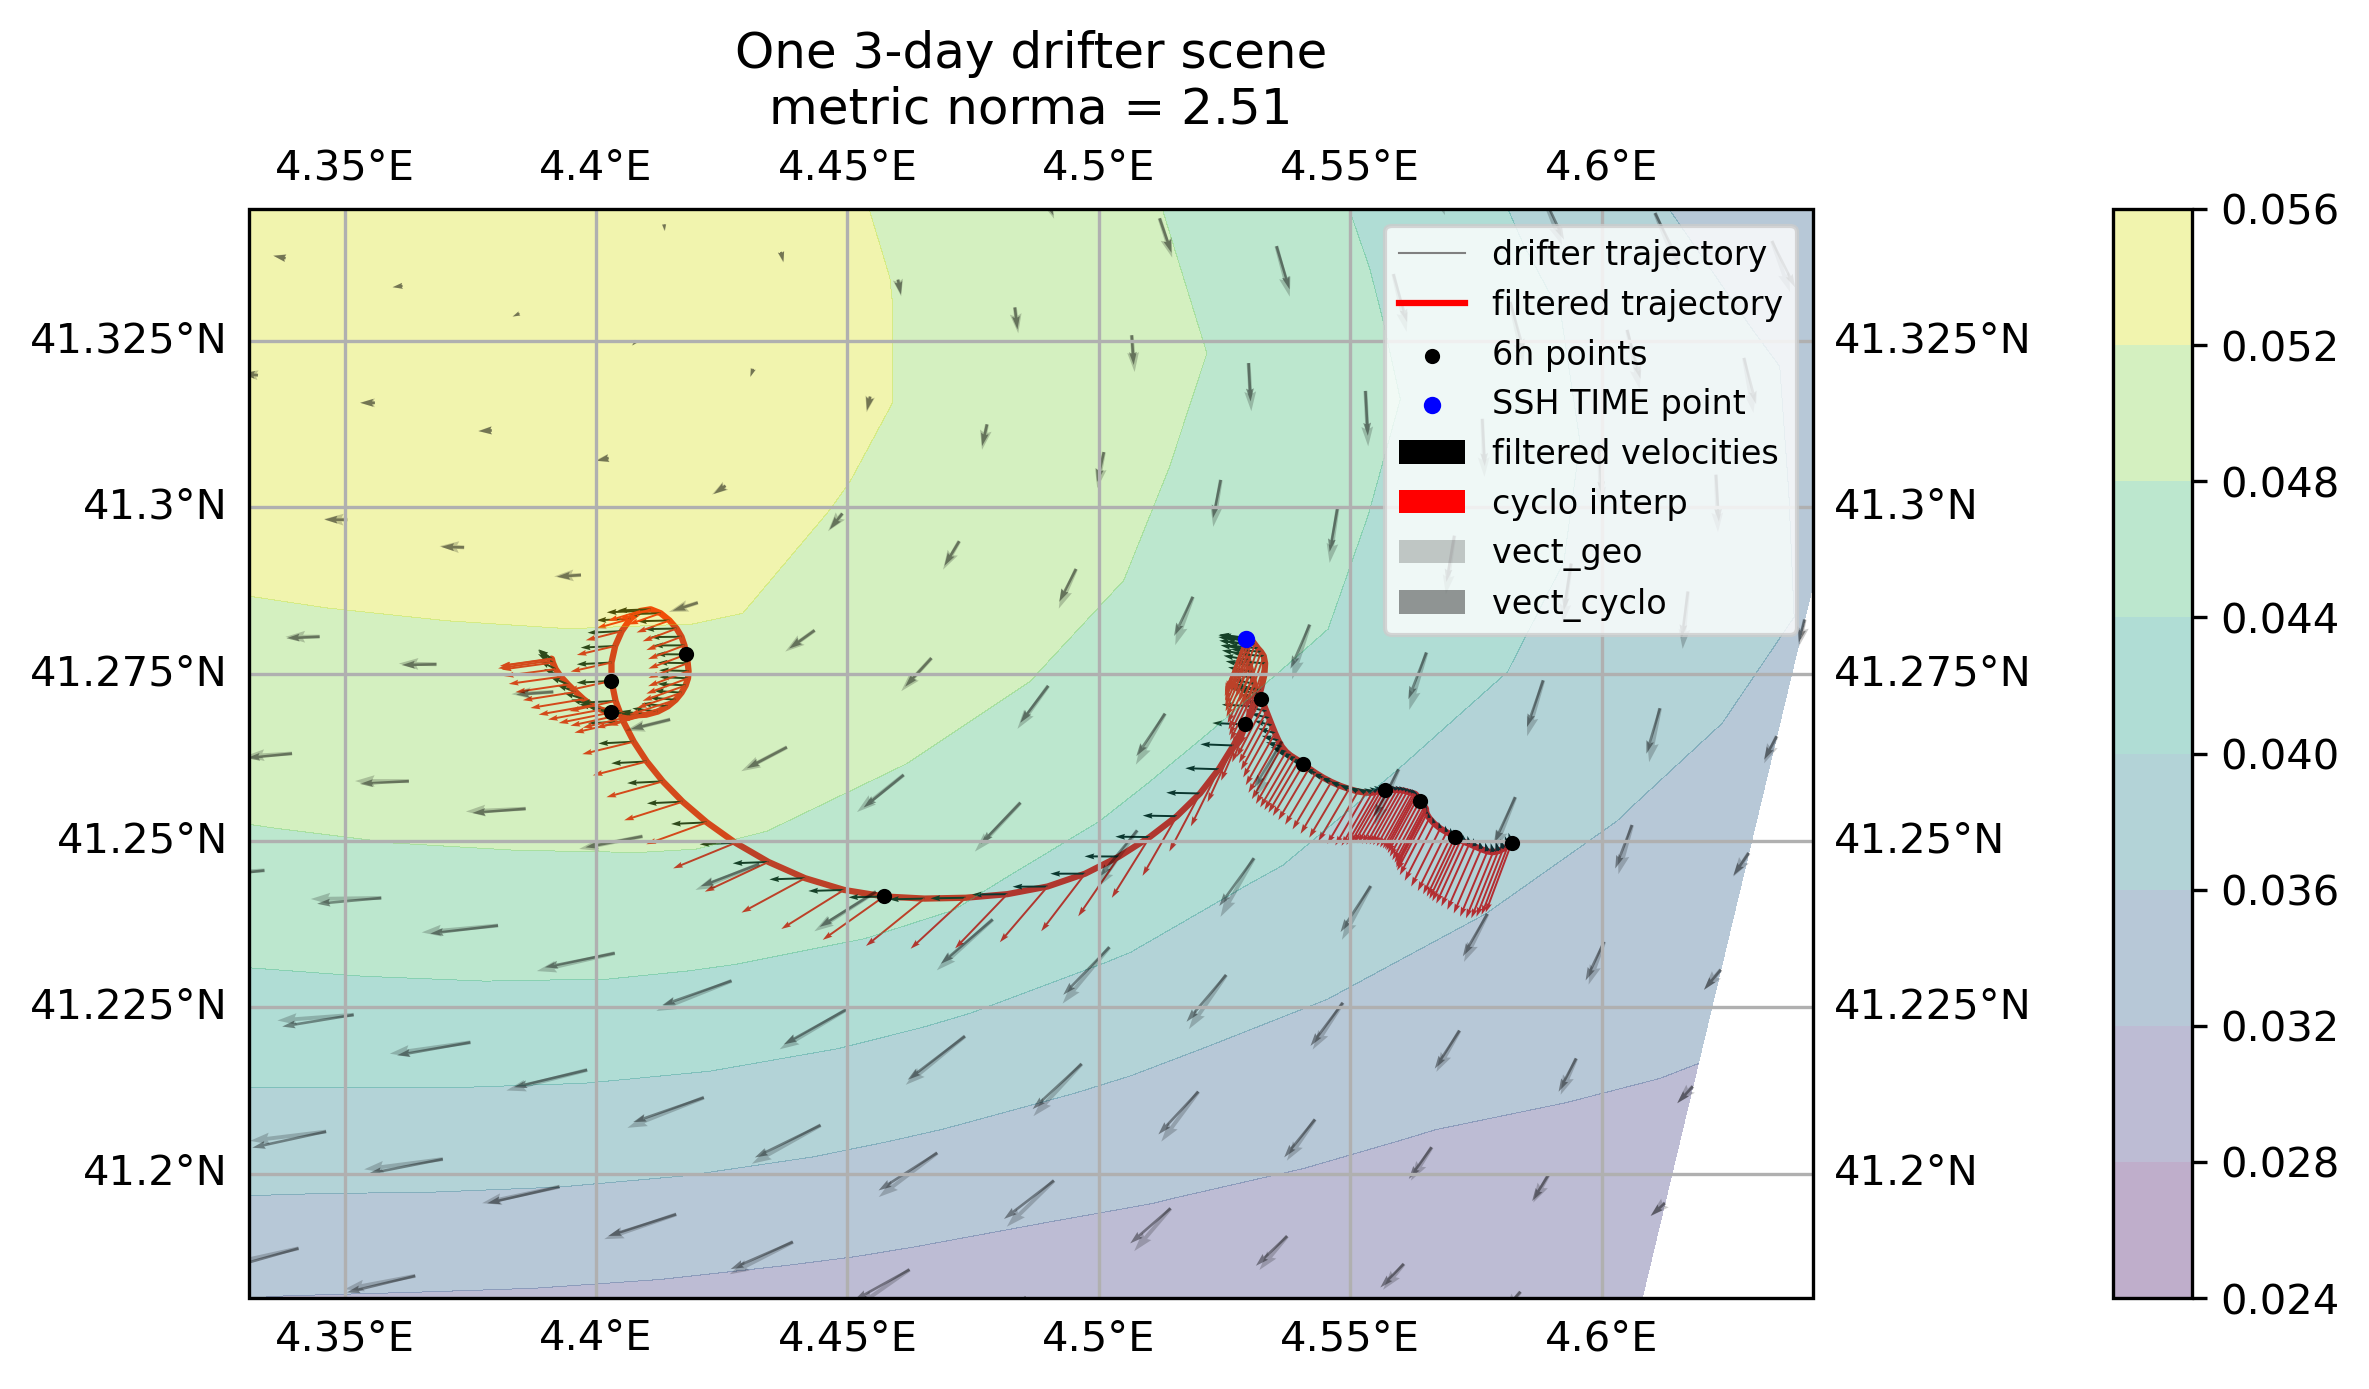 One 3-day drifter scene
metric norma = 2.51
4.35°E 4.4°E 4.45°E 4.5°E 4.55°E 4.6°E
drifter trajectory
filtered trajectory
6h points
SSH TIME point
filtered velocities
cyclo interp
vect_geo
vect_cyclo
41.325°N 41.325°N
41.3°N 41.3°N
41.275°N 41.275°N
41.25°N 41.25°N
41.225°N 41.225°N
41.2°N 41.2°N
4.35°E 4.4°E 4.45°E 4.5°E 4.55°E 4.6°E
0.056
0.052
0.048
0.044
0.040
0.036
0.032
0.028
0.024